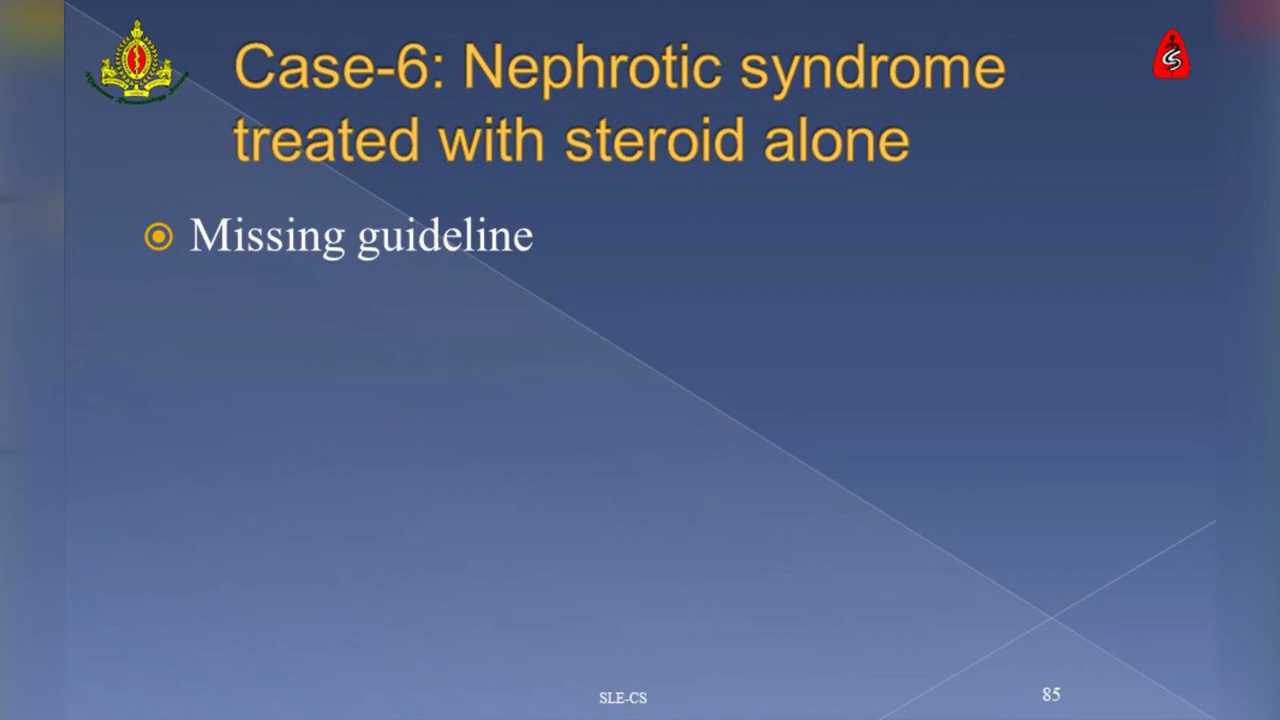 Case-6: Nephrotic syndrome
treated with steroid alone
Missing guideline
SLE-CS
85